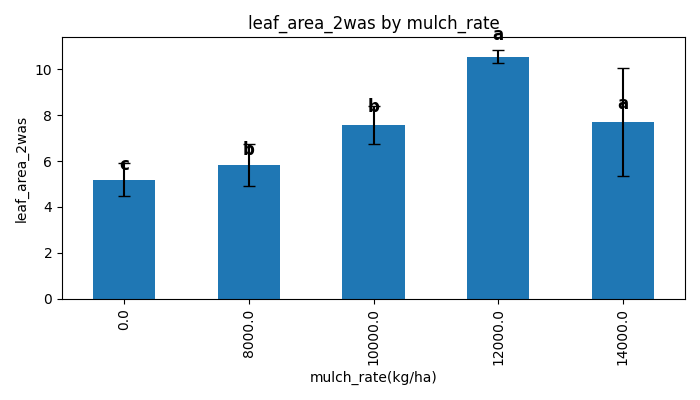 leaf_area_2was by mulch_rate
leaf_area_2was
10
8
6
4
2
0
c
b
b
a
a
0.0
8000.0
10000.0
12000.0
14000.0
mulch_rate(kg/ha)